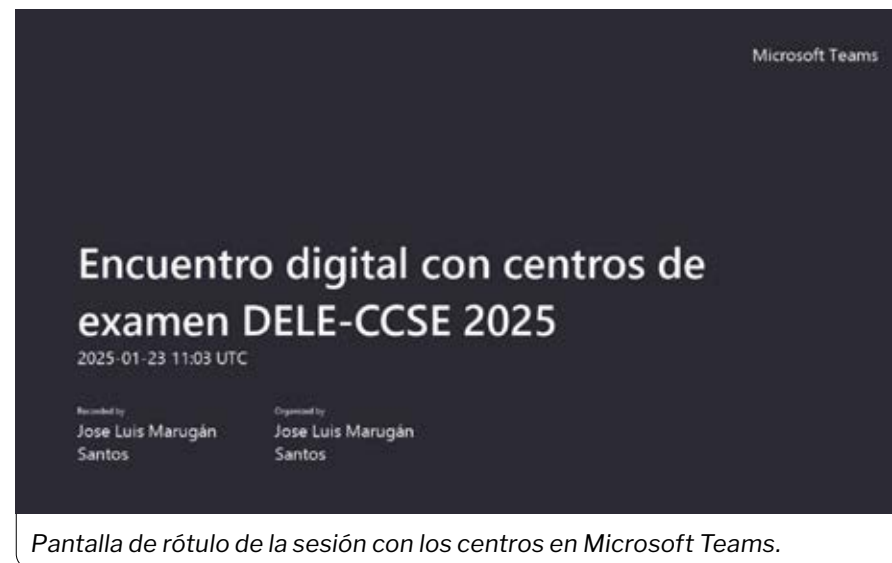 Microsoft Teams
Encuentro digital con centros de
examen DELE-CCSE 2025
2025-01-23 11:03 UTC
Recorded by
Organized by
Jose Luis Marugán
Jose Luis Marugán
Santos
Santos
Pantalla de rótulo de la sesión con los centros en Microsoft Teams.